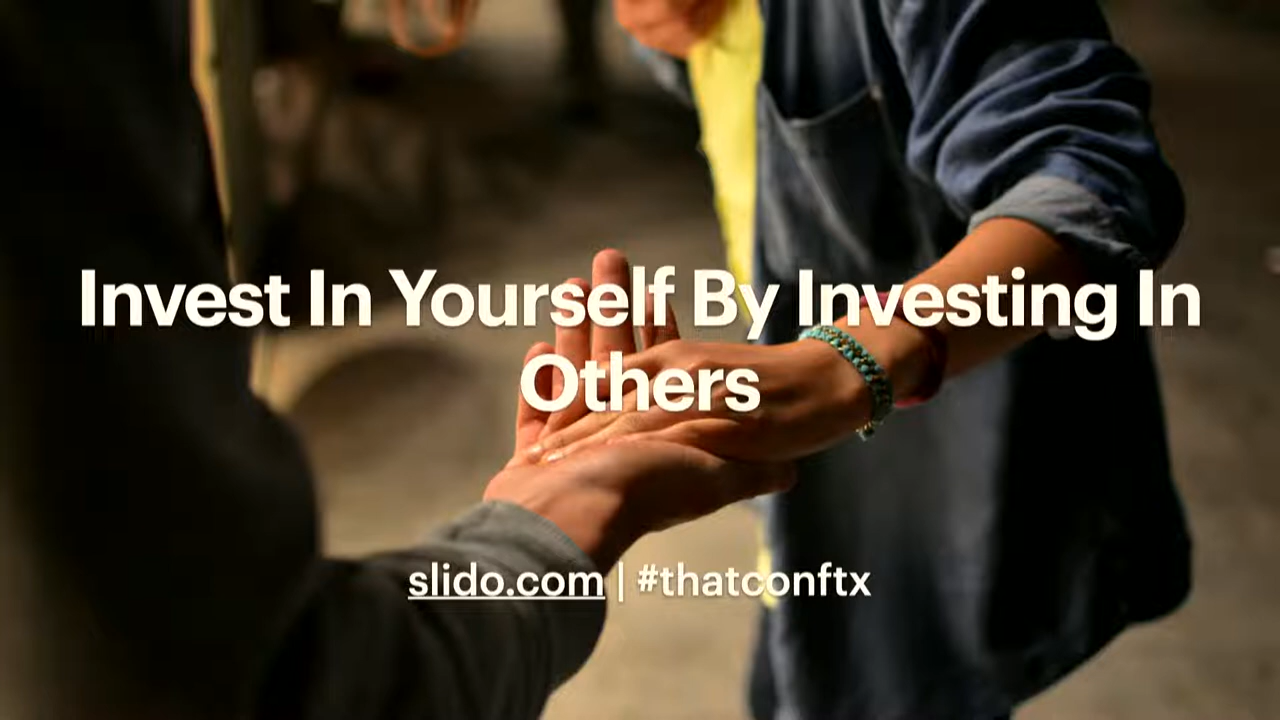 Invest In Yourself By Investing In
Others
slido.com | #thatconftx